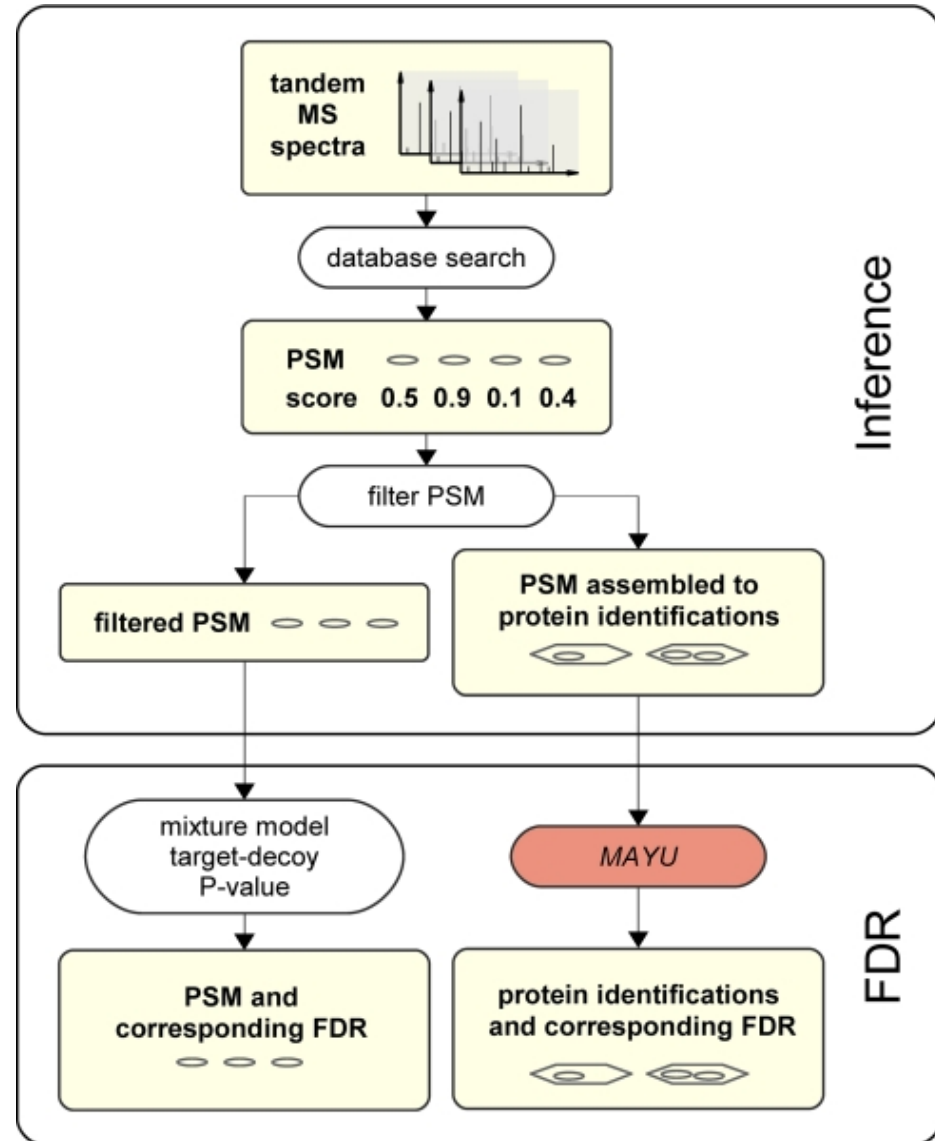 tandem
MS
spectra
database search
PSM
score 0.5 0.9 0.1 0.4
filter PSM
filtered PSM
PSM assembled to
protein identifications
Inference
mixture model
target-decoy
P-value
MAYU
PSM and
corresponding FDR
protein identifications
and corresponding FDR
FDR